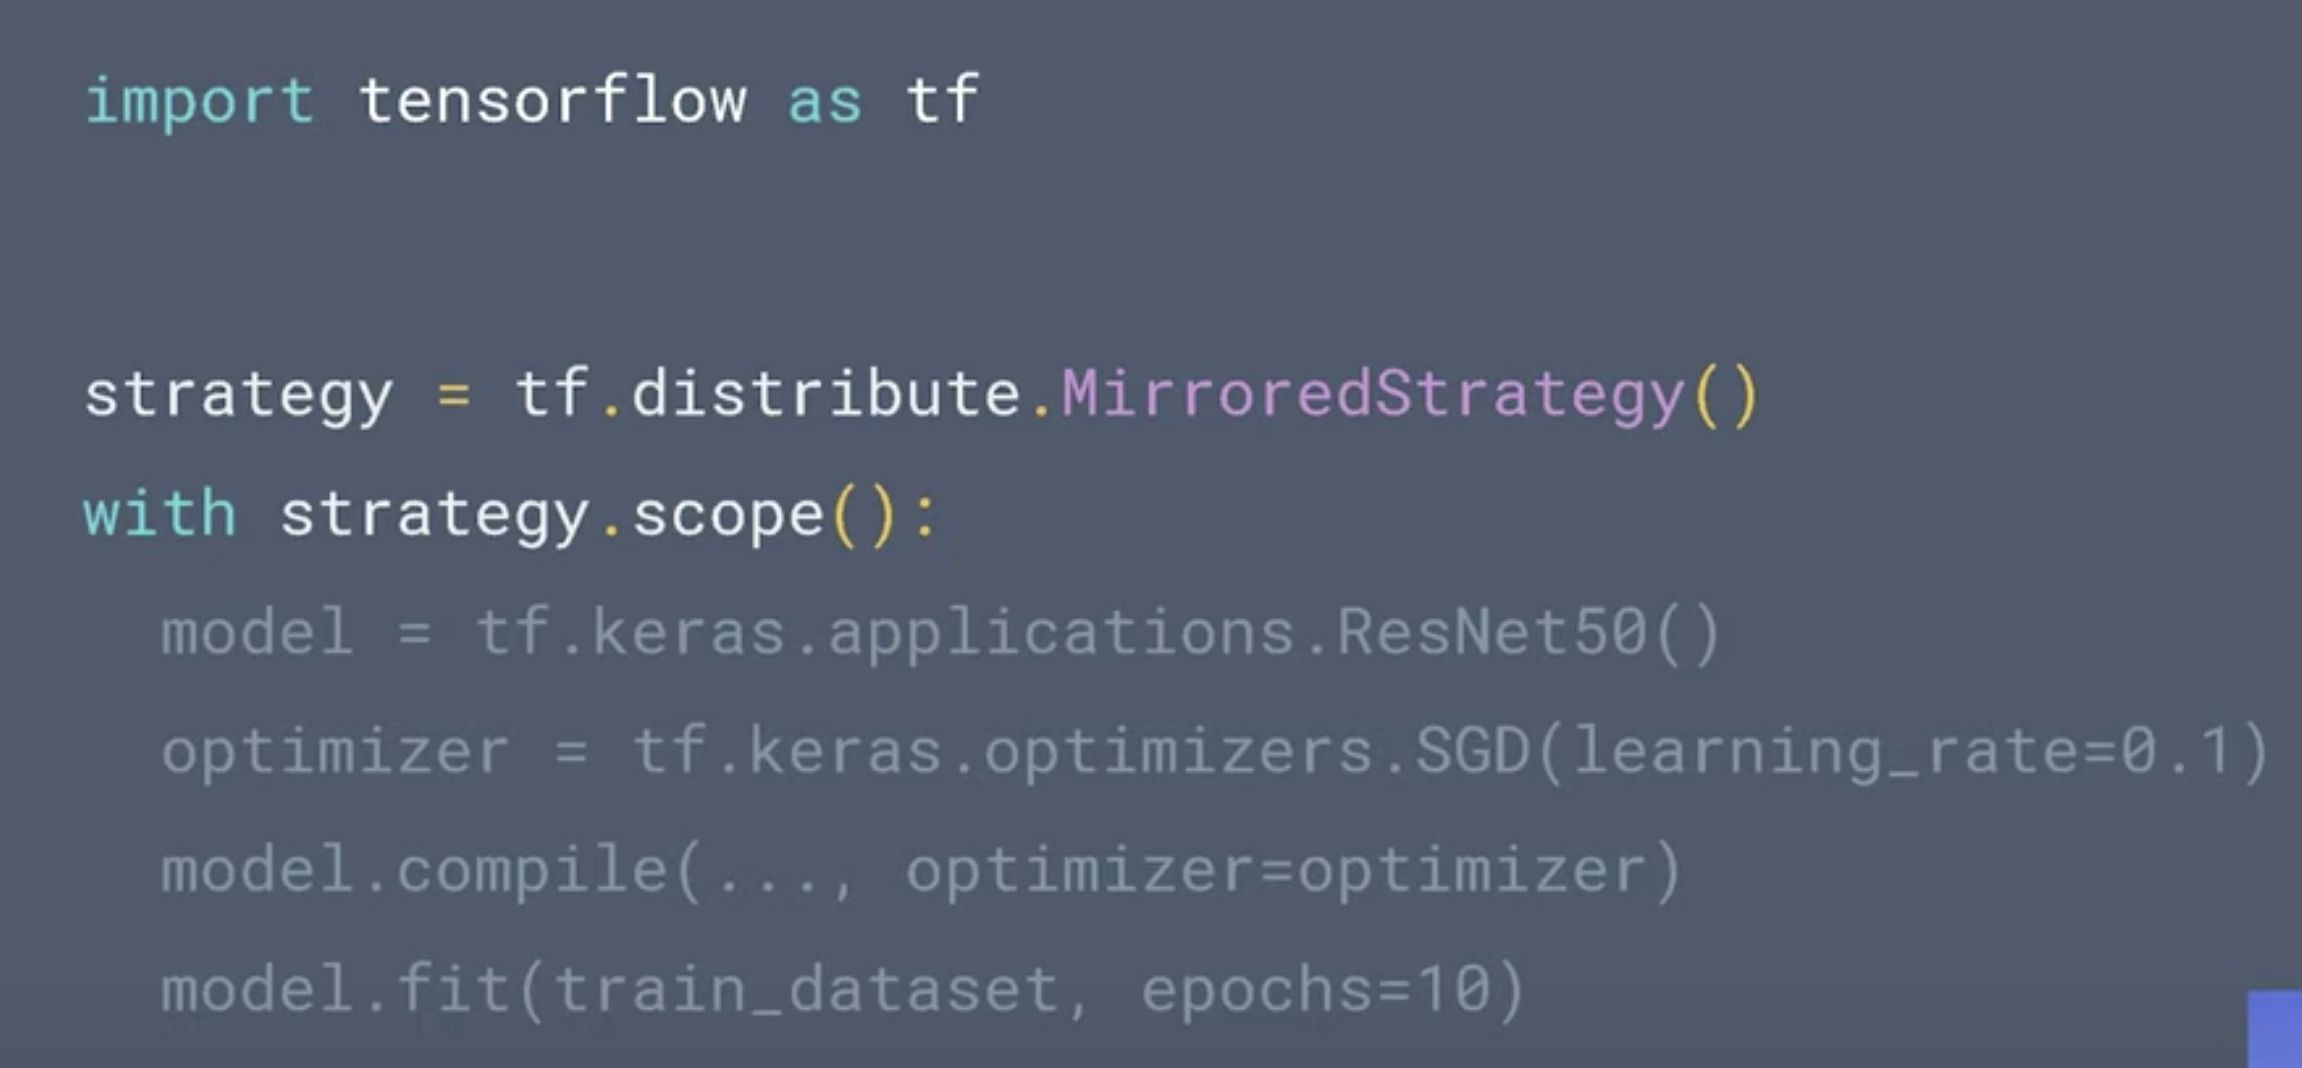 import tensorflow as tf
strategy = tf.distribute.MirroredStrategy()
with strategy.scope():
  model = tf.keras.applications.ResNet50()
  optimizer = tf.keras.optimizers.SGD(learning_rate=0.1)
  model.compile(..., optimizer=optimizer)
  model.fit(train_dataset, epochs=10)